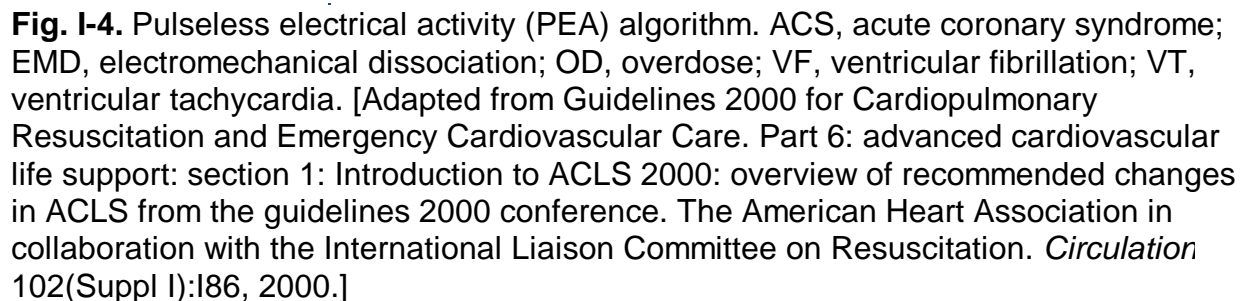 Fig. I-4. Pulseless electrical activity (PEA) algorithm. ACS, acute coronary syndrome;
EMD, electromechanical dissociation; OD, overdose; VF, ventricular fibrillation; VT,
ventricular tachycardia. [Adapted from Guidelines 2000 for Cardiopulmonary
Resuscitation and Emergency Cardiovascular Care. Part 6: advanced cardiovascular
life support: section 1: Introduction to ACLS 2000: overview of recommended changes
in ACLS from the guidelines 2000 conference. The American Heart Association in
collaboration with the International Liaison Committee on Resuscitation. Circulation
102(Suppl I):I86, 2000.]